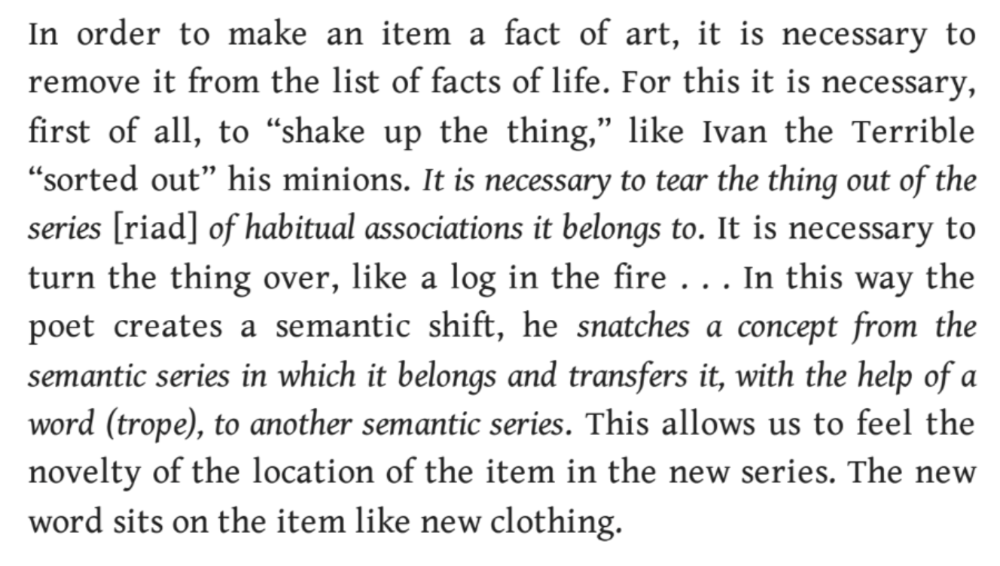 In order to make an item a fact of art, it is necessary to
remove it from the list of facts of life. For this it is necessary,
first of all, to “shake up the thing,” like Ivan the Terrible
“sorted out” his minions. It is necessary to tear the thing out of the
series [riad] of habitual associations it belongs to. It is necessary to
turn the thing over, like a log in the fire . . . In this way the
poet creates a semantic shift, he snatches a concept from the
semantic series in which it belongs and transfers it, with the help of a
word (trope), to another semantic series. This allows us to feel the
novelty of the location of the item in the new series. The new
word sits on the item like new clothing.